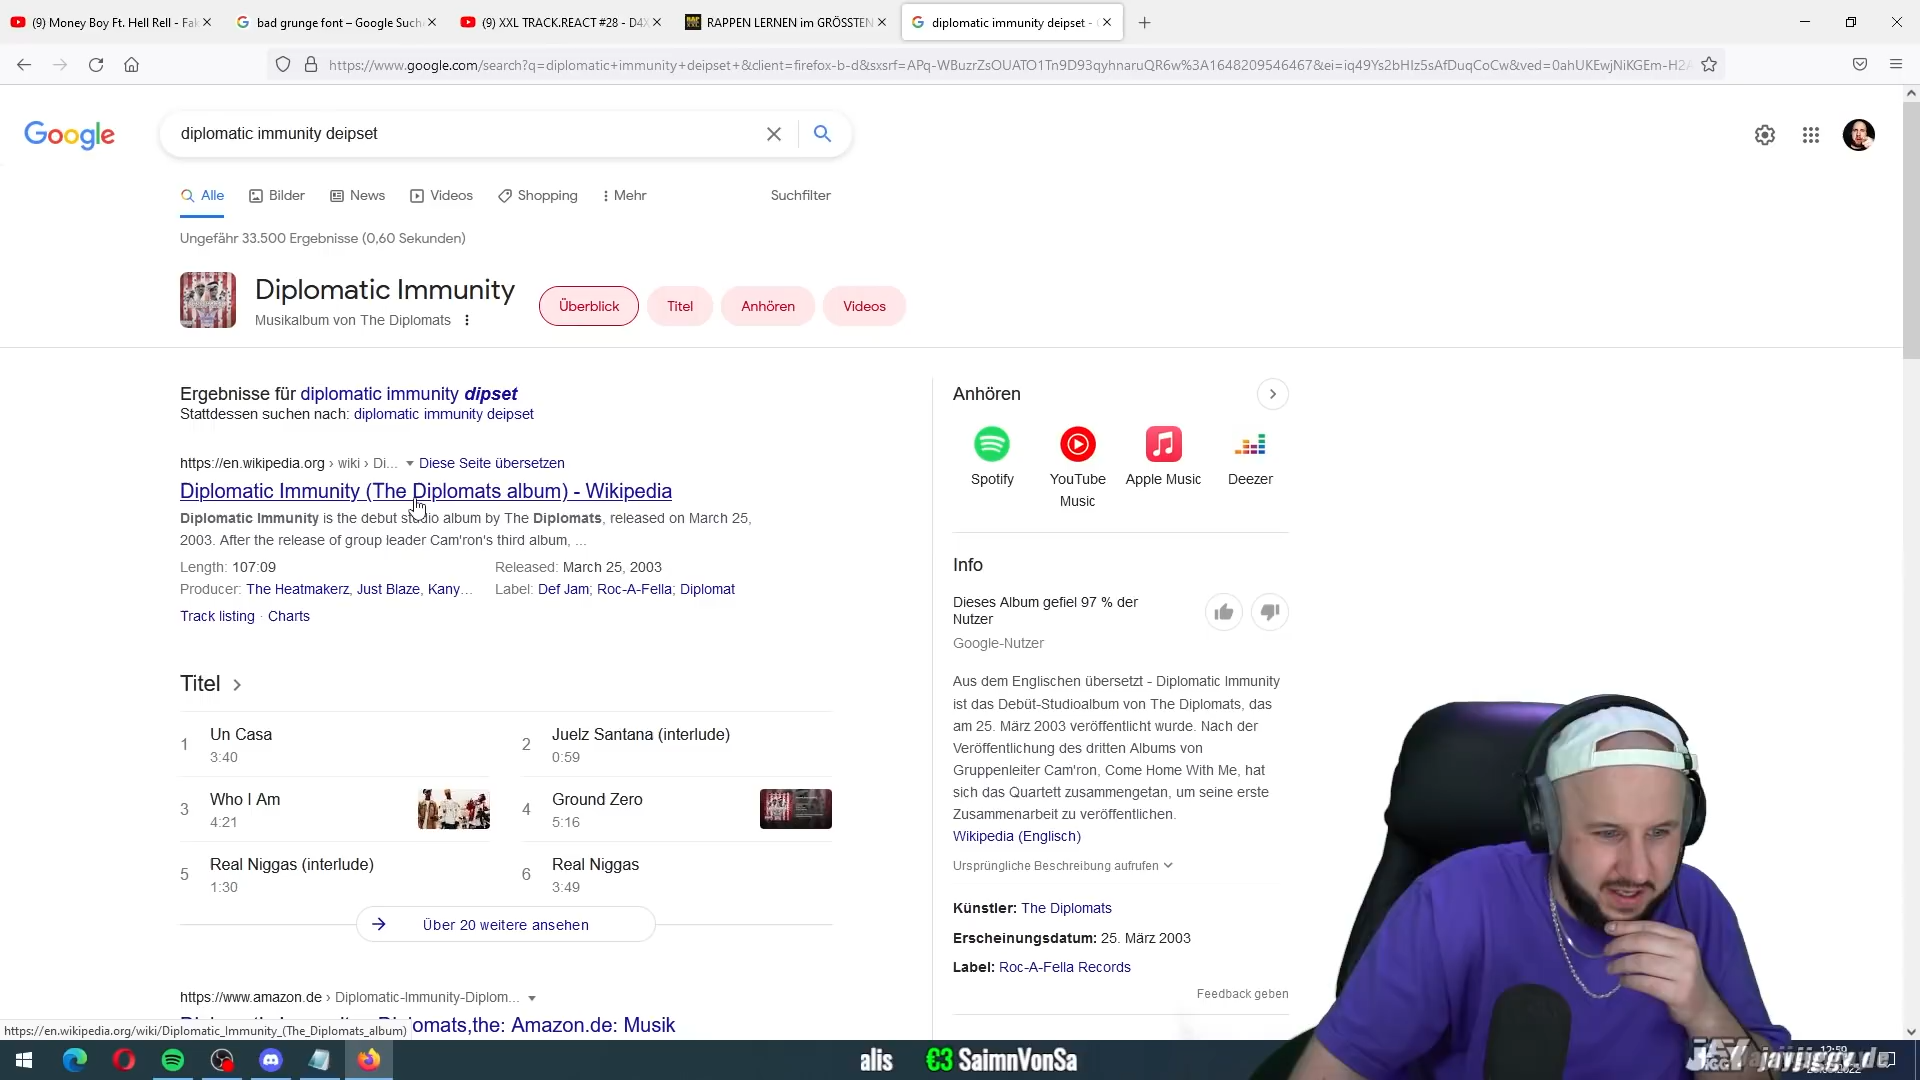 (9) Money Boy Ft. Hell Rell - Fak
bad grunge font – Google Such
(9) XXL TRACK.REACT #28 - D4X
RAPPEN LERNEN im GRÖSSTEN
diplomatic immunity deipset -
https://www.google.com/search?q=diplomatic+immunity+deipset+&client=firefox-b-d&sxsrf=APq-WBuzrZsOUATO1Tn9D93qyhnaruQR6w%3A1648209546467&ei=iq49Ys2bHIz5sAfDuqCoCw&ved=0ahUKEwjNiKGEm-H2A
Google
diplomatic immunity deipset
Alle
Bilder
News
Videos
Shopping
Mehr
Suchfilter
Ungefähr 33.500 Ergebnisse (0,60 Sekunden)
Diplomatic Immunity
Musikalbum von The Diplomats
Überblick
Titel
Anhören
Videos
Ergebnisse für diplomatic immunity dipset
Stattdessen suchen nach: diplomatic immunity deipset
https://en.wikipedia.org › wiki › Di... Diese Seite übersetzen
Diplomatic Immunity (The Diplomats album) - Wikipedia
Diplomatic Immunity is the debut studio album by The Diplomats, released on March 25,
2003. After the release of group leader Cam'ron's third album, ...
Length: 107:09
Released: March 25, 2003
Producer: The Heatmakerz, Just Blaze, Kany...
Label: Def Jam; Roc-A-Fella; Diplomat
Track listing · Charts
Titel
1 Un Casa
3:40
2 Juelz Santana (interlude)
0:59
3 Who I Am
4:21
4 Ground Zero
5:16
5 Real Niggas (interlude)
1:30
6 Real Niggas
3:49
Über 20 weitere ansehen
https://www.amazon.de › Diplomatic-Immunity-Diplom...
omats,the: Amazon.de: Musik
https://en.wikipedia.org/wiki/Diplomatic_Immunity_(The_Diplomats_album)
Anhören
Spotify
YouTube
Music
Apple Music
Deezer
Info
Dieses Album gefiel 97 % der
Nutzer
Google-Nutzer
Aus dem Englischen übersetzt - Diplomatic Immunity
ist das Debüt-Studioalbum von The Diplomats, das
am 25. März 2003 veröffentlicht wurde. Nach der
Veröffentlichung des dritten Albums von
Gruppenleiter Cam'ron, Come Home With Me, hat
sich das Quartett zusammengetan, um seine erste
Zusammenarbeit zu veröffentlichen.
Wikipedia (Englisch)
Ursprüngliche Beschreibung aufrufen
Künstler: The Diplomats
Erscheinungsdatum: 25. März 2003
Label: Roc-A-Fella Records
Feedback geben
alis €3 SaimnVonSa
JAY jayjiggy.de
12:59